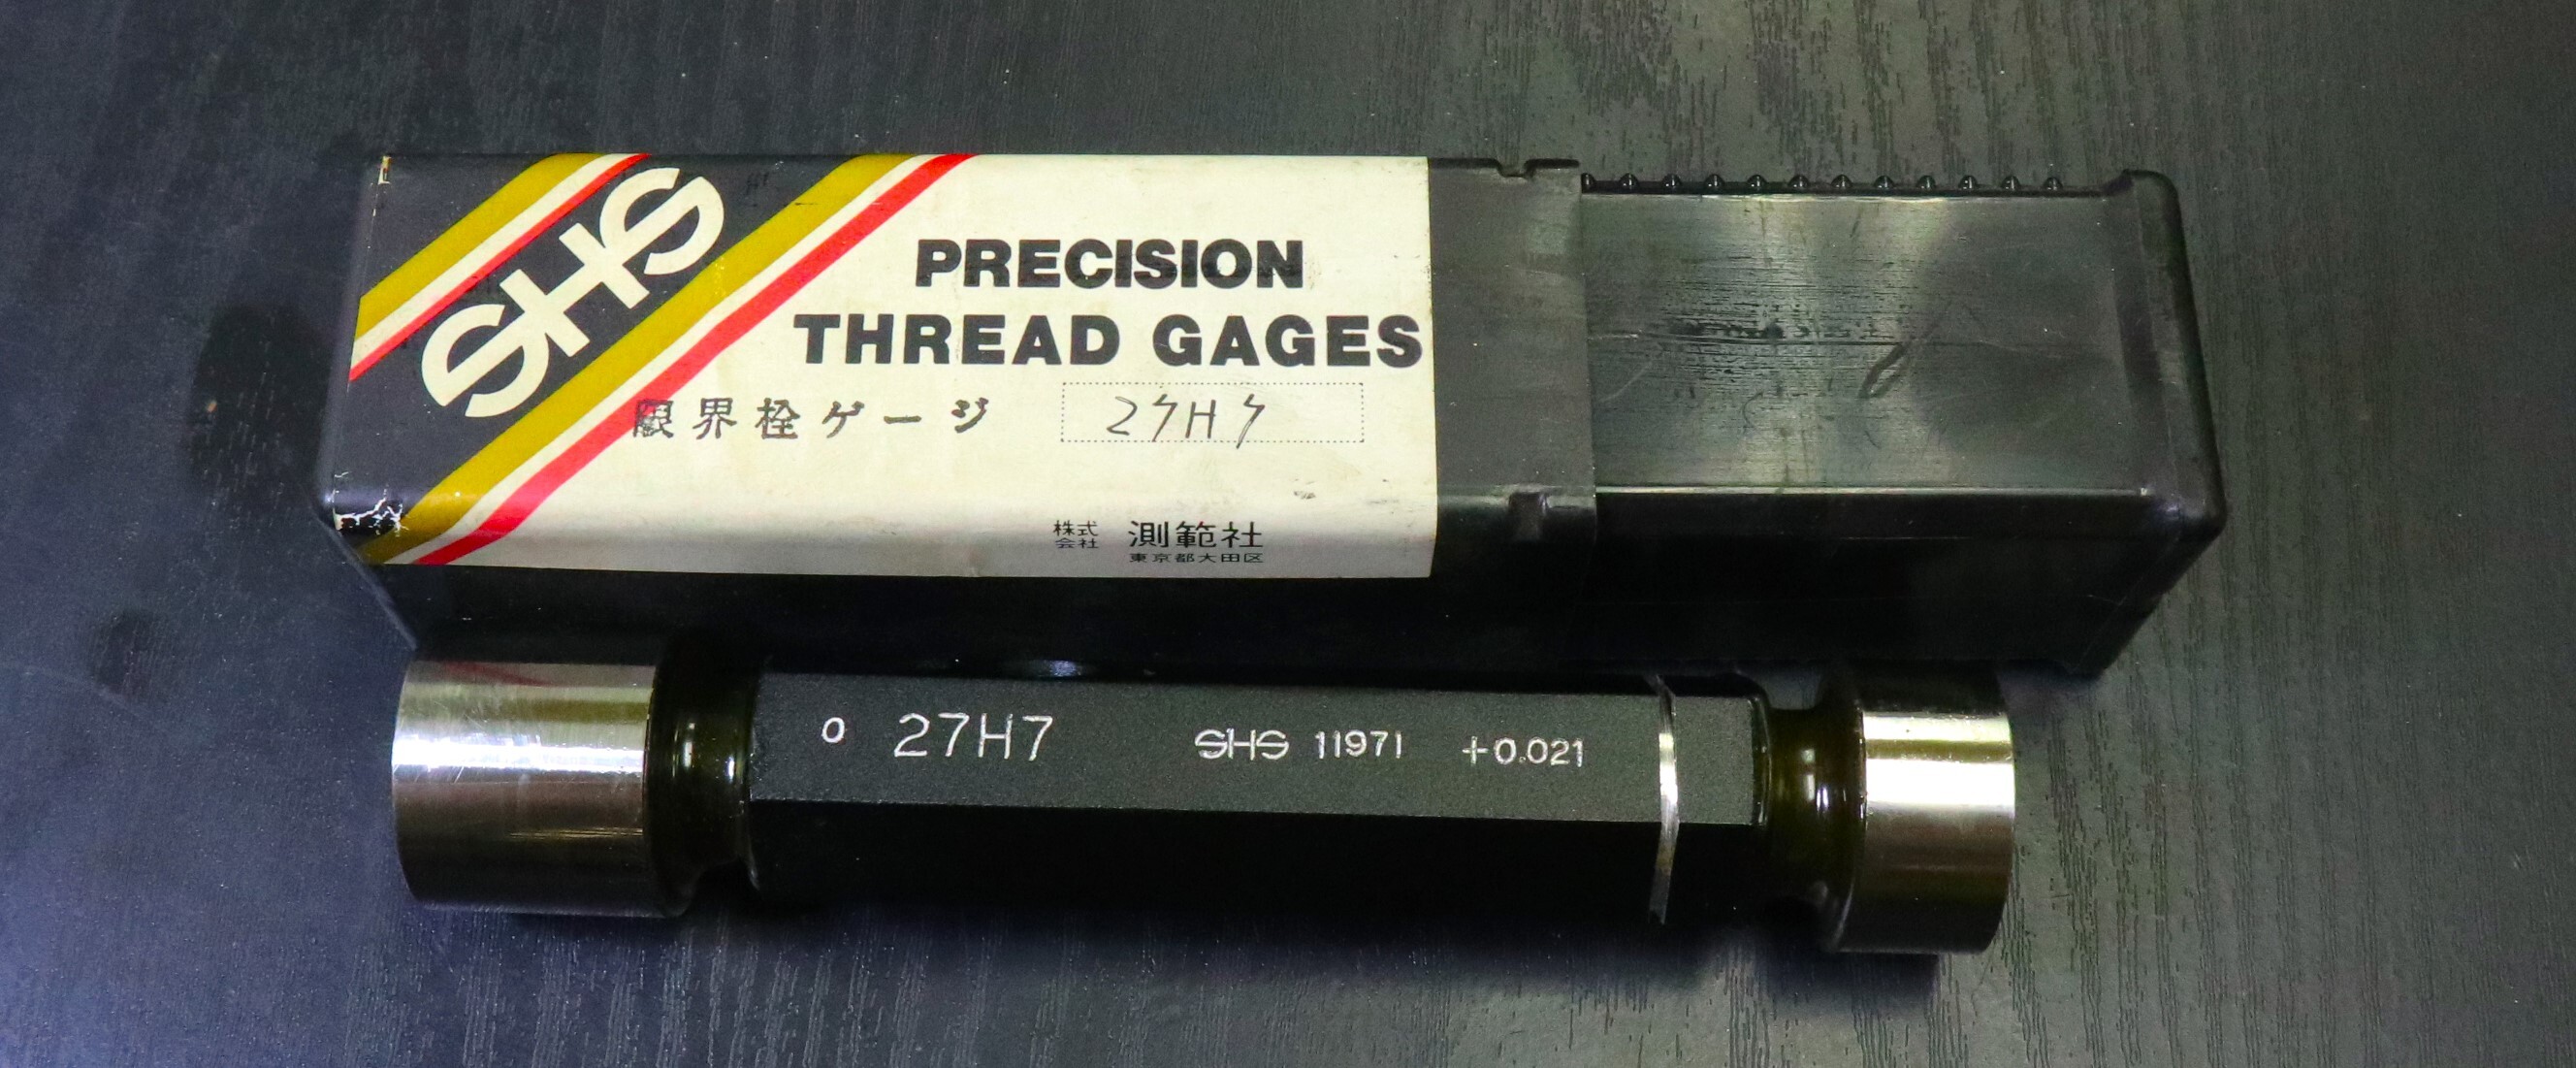 SHS
PRECISION
THREAD GAGES
限界栓ゲージ 27H7
株式会社 測範社
東京都大田区
0 27H7 SHS 11971 +0.021